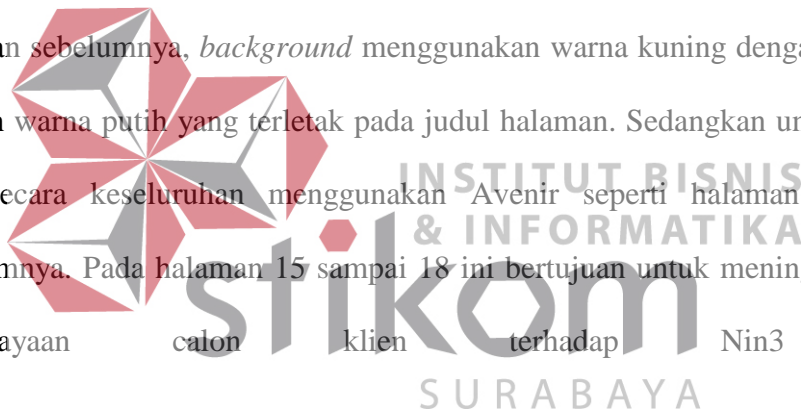 an sebelumnya, background menggunakan warna kuning denga
n warna putih yang terletak pada judul halaman. Sedangkan un
ecara keseluruhan menggunakan Avenir seperti halaman
mnya. Pada halaman 15 sampai 18 ini bertujuan untuk mening
ayaan calon klien terhadap Nin3
INSTITUT BISNIS
& INFORMATIKA
stikom
SURABAYA